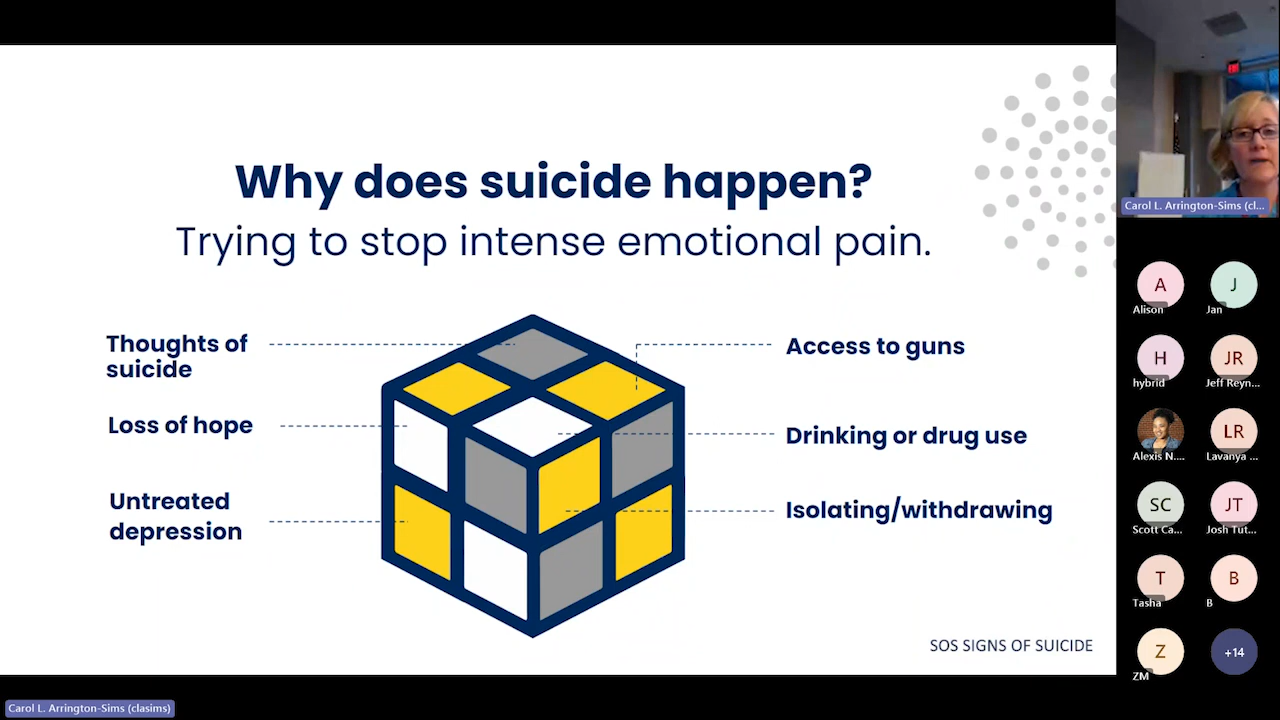 Why does suicide happen?
Trying to stop intense emotional pain.
Thoughts of
suicide
Loss of hope
Untreated
depression
Access to guns
Drinking or drug use
Isolating/withdrawing
SOS SIGNS OF SUICIDE
Carol L. Arrington-Sims (clasims)
Carol L. Arrington-Sims (cl...
A
Alison
J
Jan
H
hybrid
JR
Jeff Reyn...
Alexis N....
LR
Lavanya ...
SC
Scott Ca...
JT
Josh Tut...
T
Tasha
B
B
Z
ZM
+14